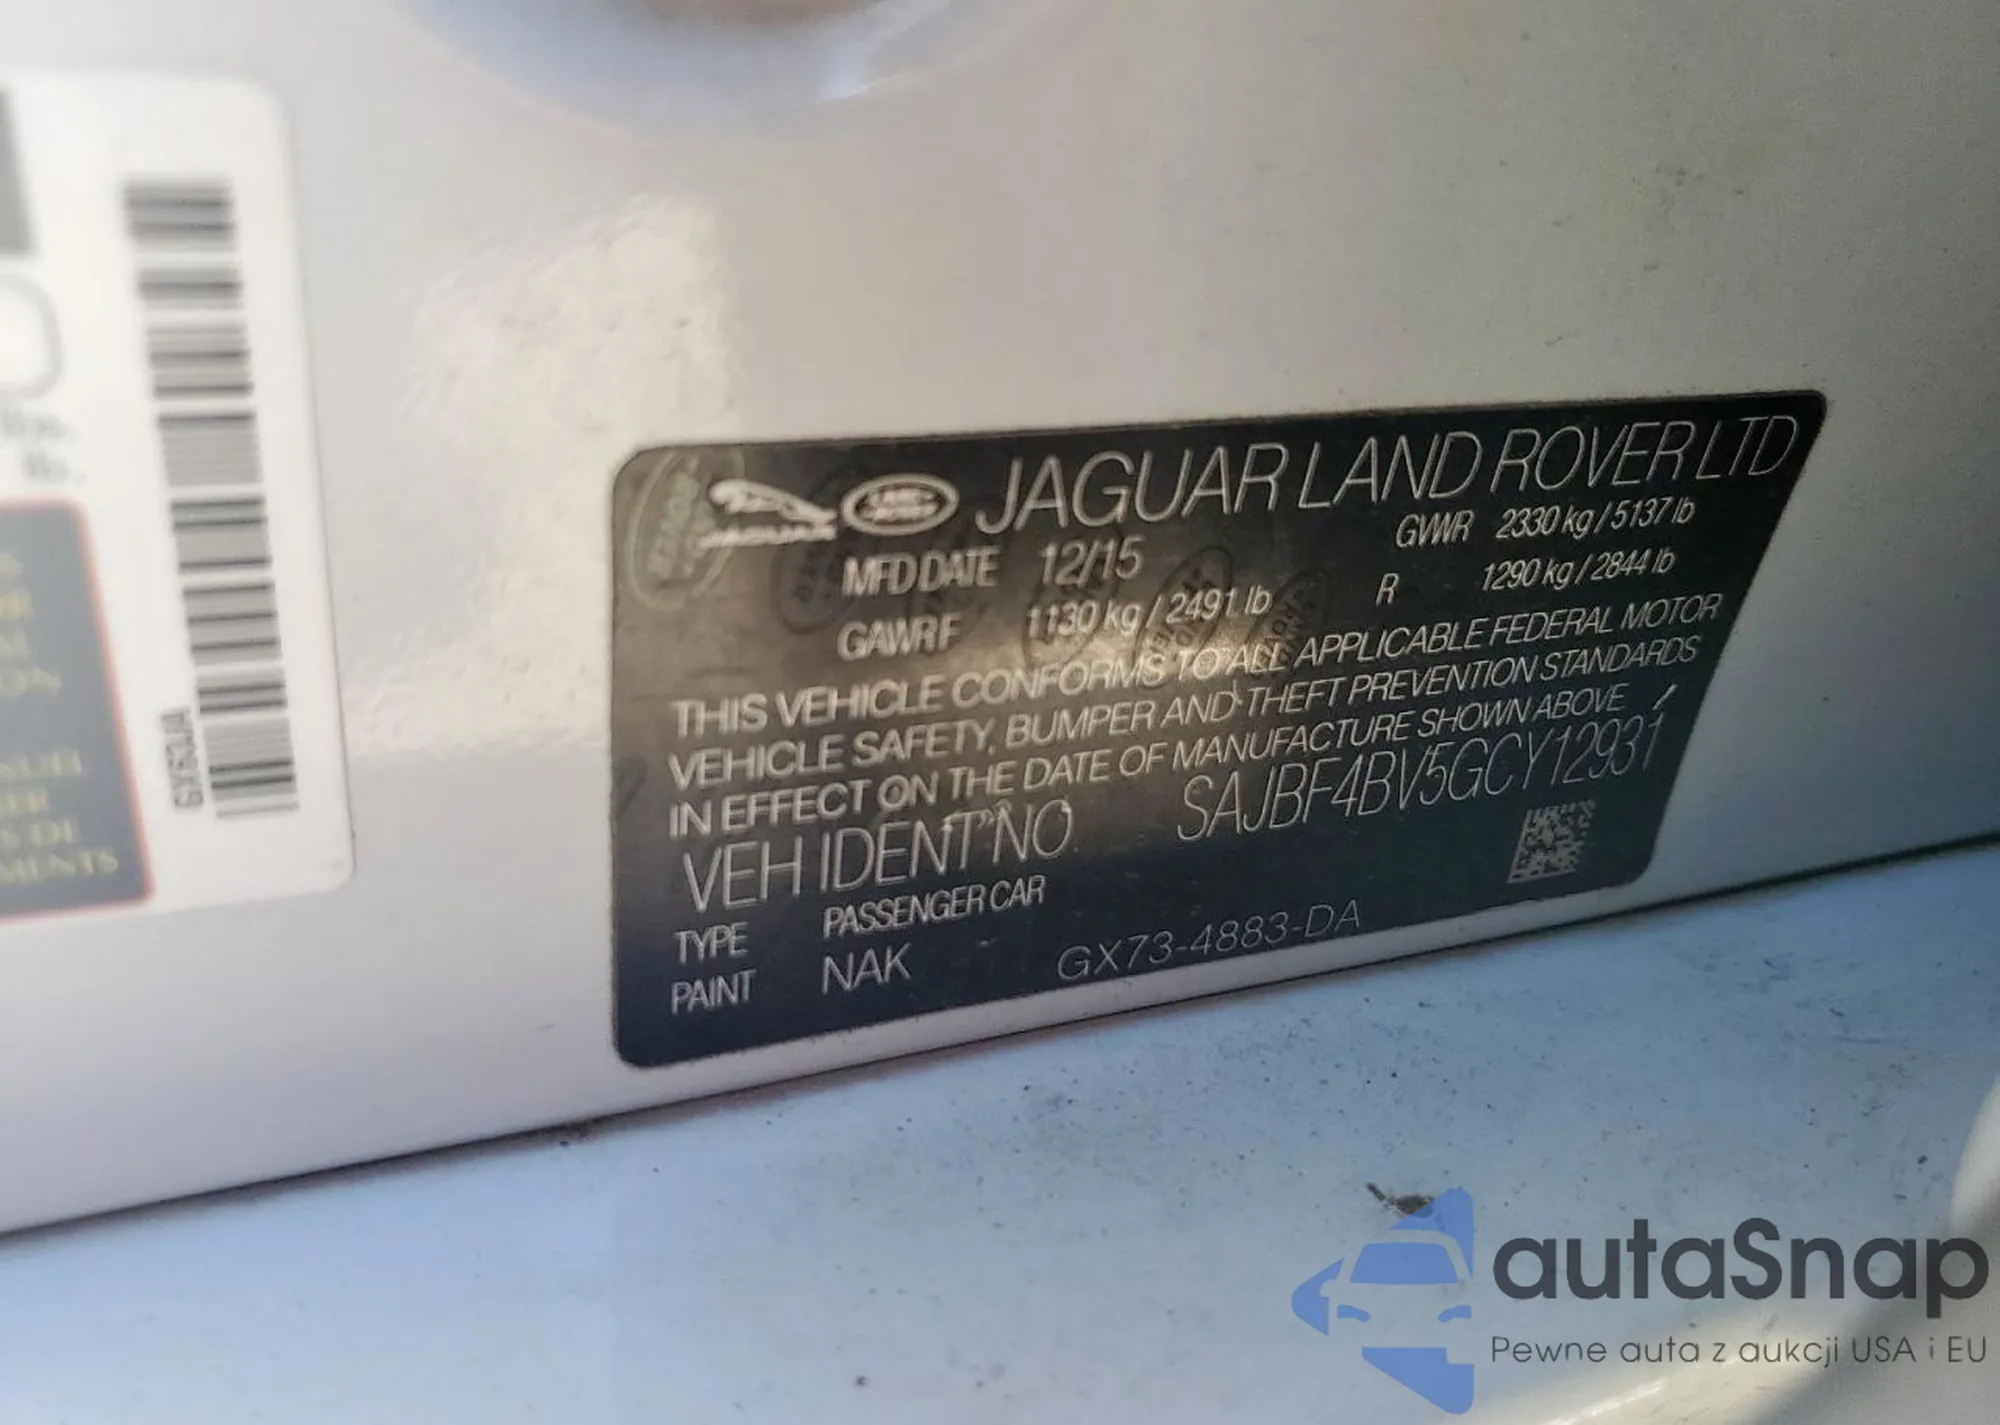 JAGUAR
JAGUAR LAND ROVER LTD
MFD DATE 12/15 GVWR 2330 kg / 5137 lb
GAWR F 1130 kg / 2491 lb R 1290 kg / 2844 lb
THIS VEHICLE CONFORMS TO ALL APPLICABLE FEDERAL MOTOR
VEHICLE SAFETY, BUMPER AND THEFT PREVENTION STANDARDS
IN EFFECT ON THE DATE OF MANUFACTURE SHOWN ABOVE
VEH IDENT NO SAJBF4BV5GCY12931
TYPE PASSENGER CAR
PAINT NAK GX73-4883-DA
MENTS
autaSnap
Pewne auta z aukcji USA i EU